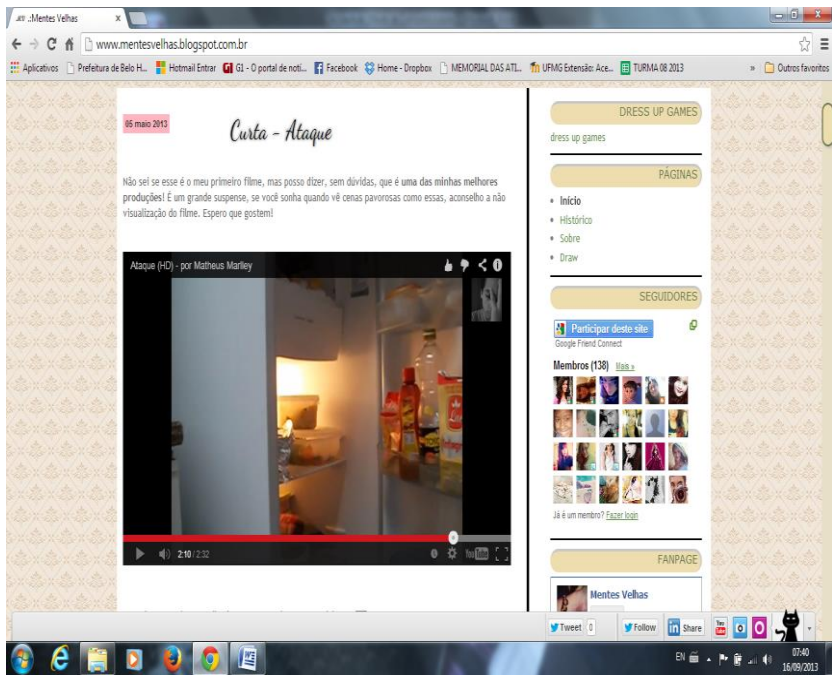 .:Mentes Velhas
www.mentesvelhas.blogspot.com.br
Aplicativos Prefeitura de Belo H... Hotmail Entrar G1 - O portal de notí... Facebook Home - Dropbox MEMORIAL DAS ATI... UFMG Extensão: Ace... TURMA 08 2013 » Outros favoritos
05 maio 2013
Curta - Ataque
Não sei se esse é o meu primeiro filme, mas posso dizer, sem dúvidas, que é uma das minhas melhores
produções! É um grande suspense, se você sonha quando vê cenas pavorosas como essas, aconselho a não
visualização do filme. Espero que gostem!
Ataque (HD) - por Matheus Marlley
2:10 / 2:32
YouTube
DRESS UP GAMES
dress up games
PÁGINAS
Início
Histórico
Sobre
Draw
SEGUIDORES
Participar deste site
Google Friend Connect
Membros (138) Mais »
Já é um membro? Fazer login
FANPAGE
Mentes Velhas
Tweet 0 Follow in Share You Tube
EN 07:40
16/09/2013